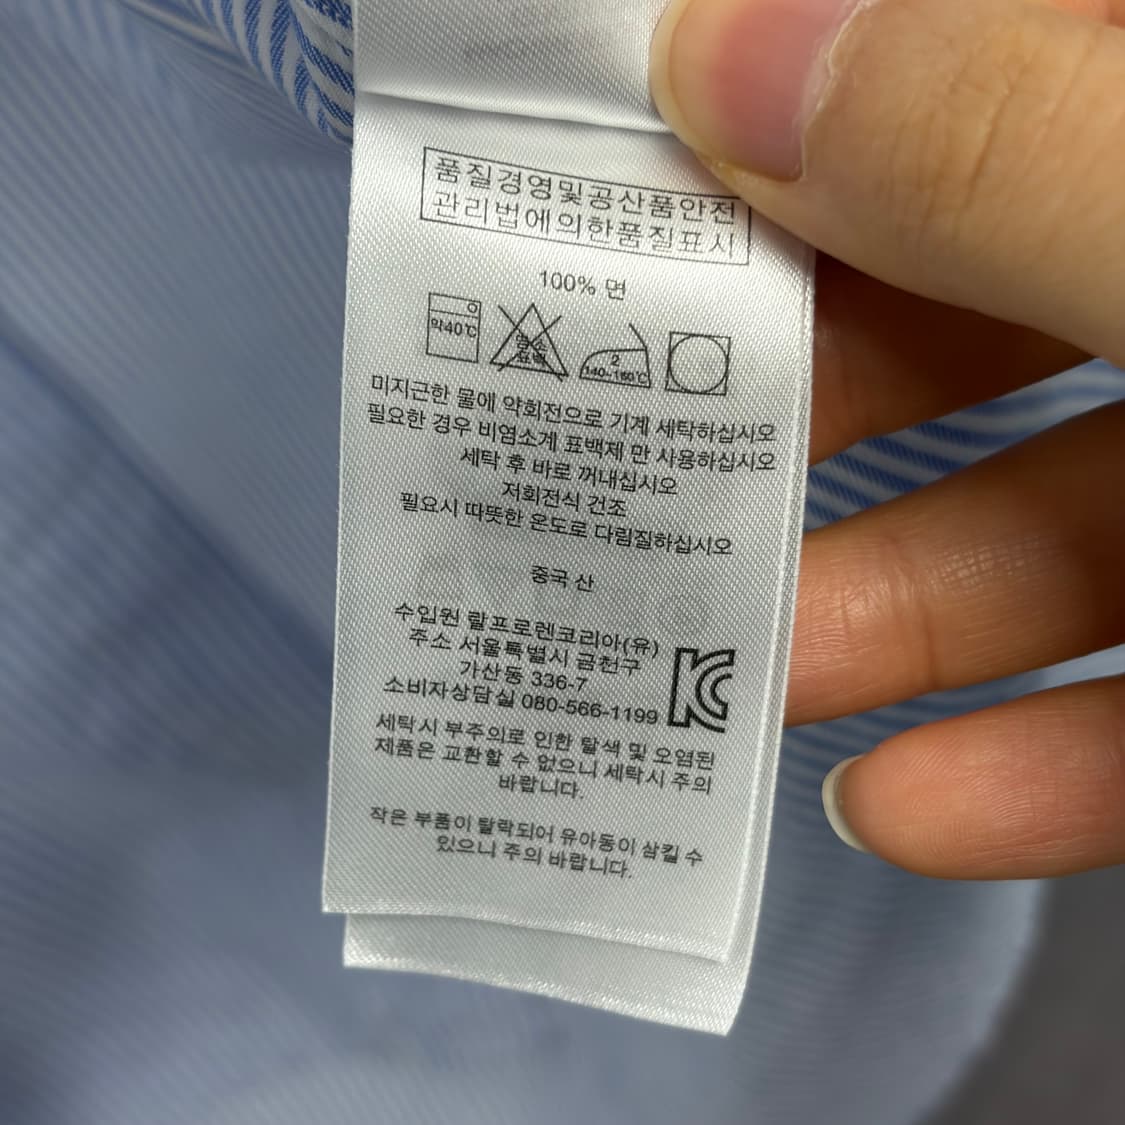 품질경영및공산품안전
관리법에의한품질표시
100% 면
약40℃
염소
표백
2
140~160℃
미지근한 물에 약회전으로 기계 세탁하십시오
필요한 경우 비염소계 표백제 만 사용하십시오
세탁 후 바로 꺼내십시오
저회전식 건조
필요시 따뜻한 온도로 다림질하십시오
중국 산
수입원 랄프로렌코리아(유)
주소 서울특별시 금천구
가산동 336-7
소비자상담실 080-566-1199
세탁시 부주의로 인한 탈색 및 오염된
제품은 교환할 수 없으니 세탁시 주의
바랍니다.
작은 부품이 탈락되어 유아동이 삼킬 수
있으니 주의 바랍니다.